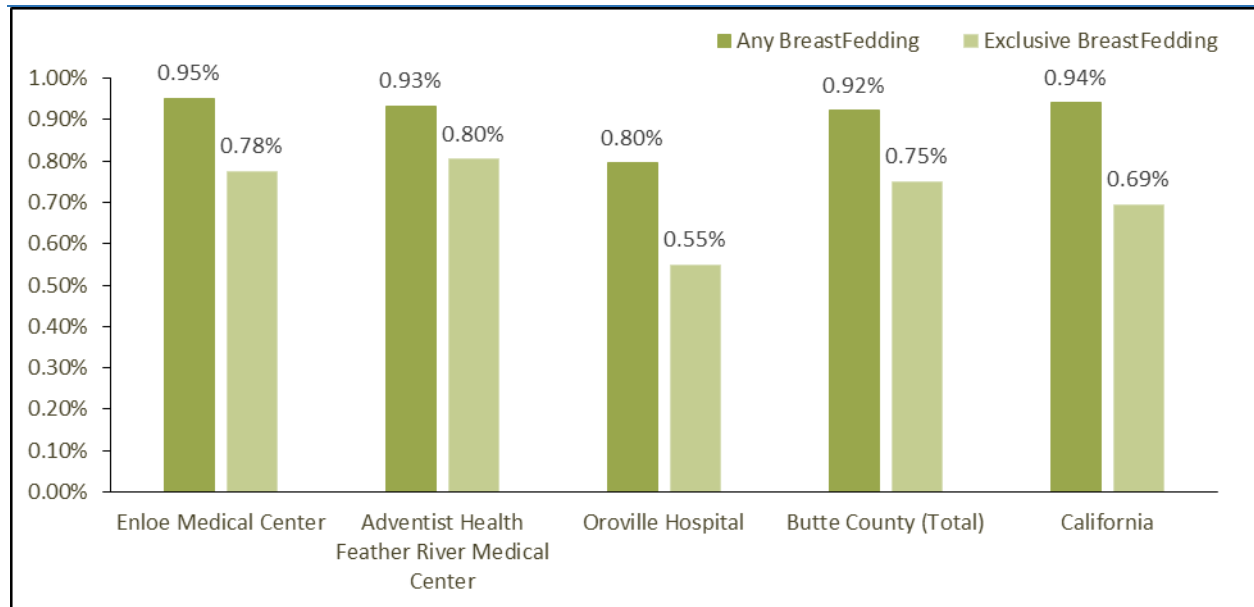 Any BreastFedding Exclusive BreastFedding
1.00%
0.90%
0.80%
0.70%
0.60%
0.50%
0.40%
0.30%
0.20%
0.10%
0.00%
0.95%
0.78%
0.93%
0.80%
0.80%
0.55%
0.92%
0.75%
0.94%
0.69%
Enloe Medical Center
Adventist Health
Feather River Medical
Center
Oroville Hospital
Butte County (Total)
California